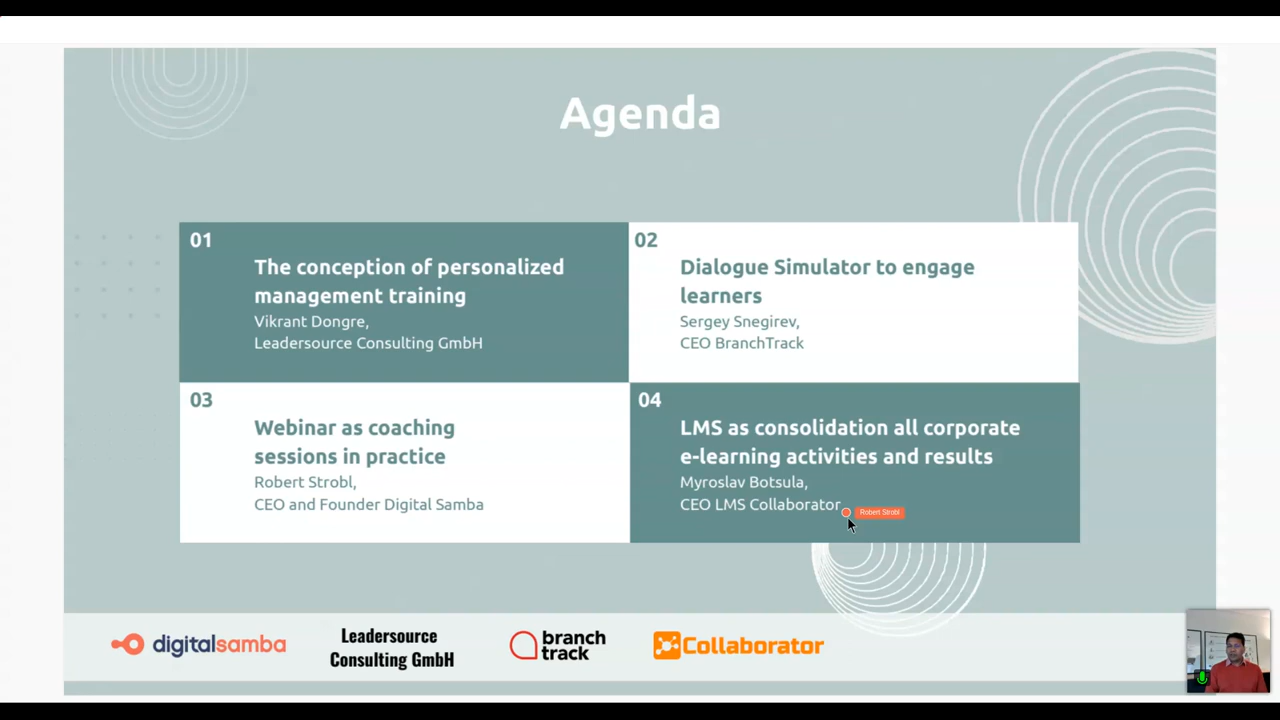 Agenda
01
The conception of personalized
management training
Vikrant Dongre,
Leadersource Consulting GmbH
02
Dialogue Simulator to engage
learners
Sergey Snegirev,
CEO BranchTrack
03
Webinar as coaching
sessions in practice
Robert Strobl,
CEO and Founder Digital Samba
04
LMS as consolidation all corporate
e-learning activities and results
Myroslav Botsula,
CEO LMS Collaborator
Robert Strobl
digitalsamba
Leadersource
Consulting GmbH
branch
track
Collaborator